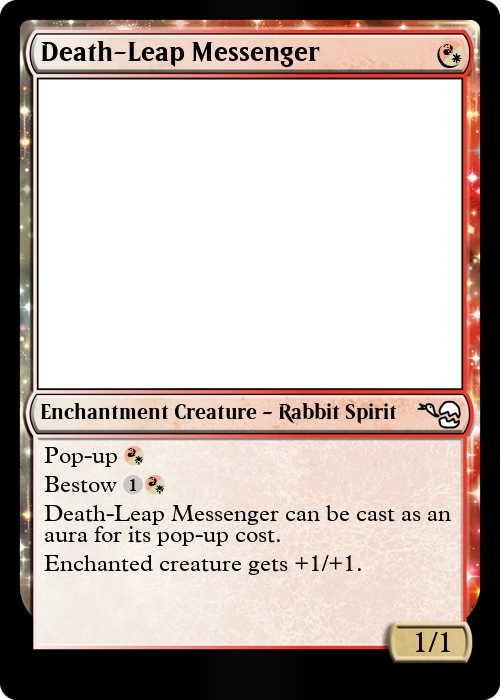 Death-Leap Messenger
Enchantment Creature – Rabbit Spirit
Pop-up
Bestow 1
Death-Leap Messenger can be cast as an
aura for its pop-up cost.
Enchanted creature gets +1/+1.
1/1